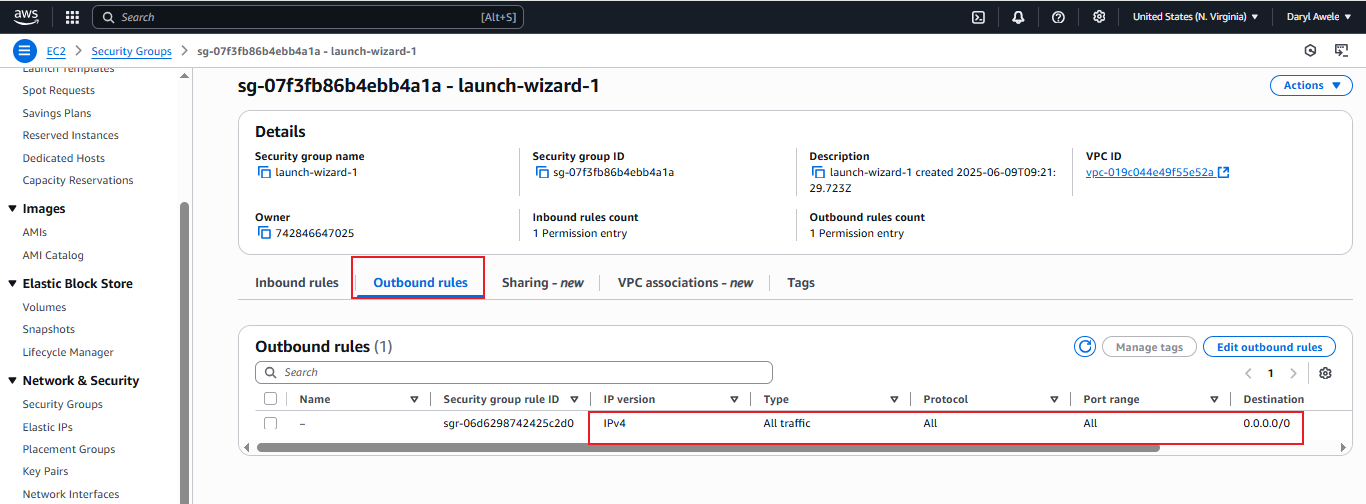 aws
Search [Alt+S]
United States (N. Virginia) Daryl Awele
EC2 > Security Groups > sg-07f3fb86b4ebb4a1a - launch-wizard-1
Launch Templates
Spot Requests
Savings Plans
Reserved Instances
Dedicated Hosts
Capacity Reservations
Images
AMIs
AMI Catalog
Elastic Block Store
Volumes
Snapshots
Lifecycle Manager
Network & Security
Security Groups
Elastic IPs
Placement Groups
Key Pairs
Network Interfaces
sg-07f3fb86b4ebb4a1a - launch-wizard-1
Actions
Details
Security group name
launch-wizard-1
Security group ID
sg-07f3fb86b4ebb4a1a
Description
launch-wizard-1 created 2025-06-09T09:21:
29.723Z
VPC ID
vpc-019c044e49f55e52a
Owner
742846647025
Inbound rules count
1 Permission entry
Outbound rules count
1 Permission entry
Inbound rules Outbound rules Sharing - new VPC associations - new Tags
Outbound rules (1)
Manage tags Edit outbound rules
Search
1
Name Security group rule ID IP version Type Protocol Port range Destination
– sgr-06d6298742425c2d0 IPv4 All traffic All All 0.0.0.0/0